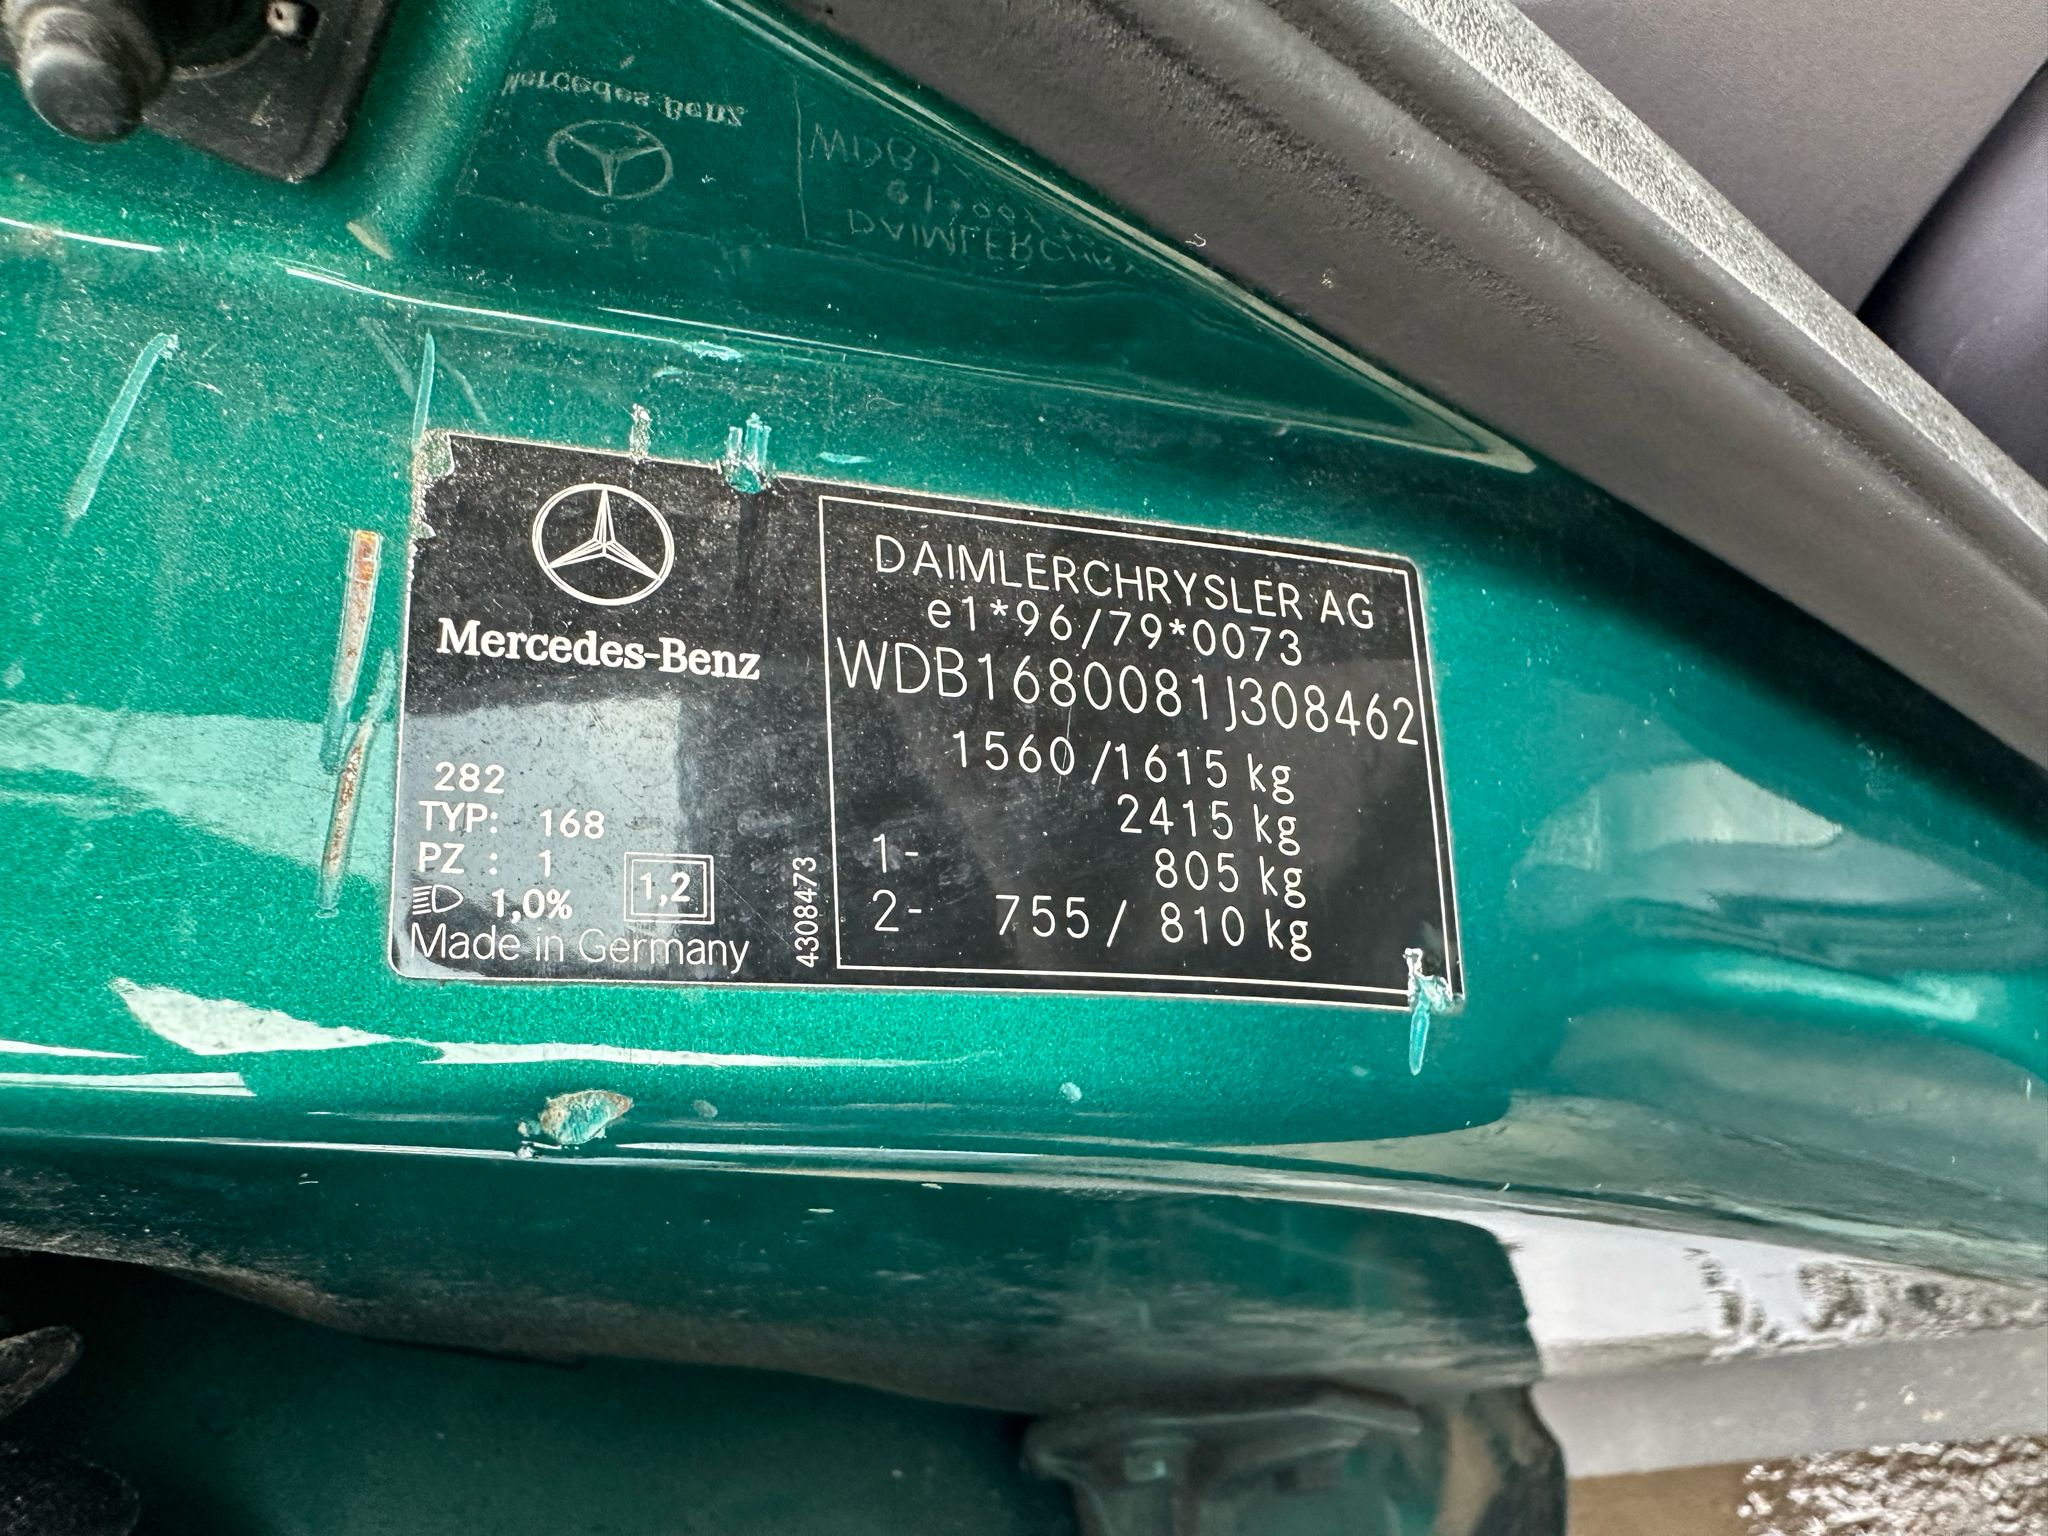 Mercedes-Benz
282
TYP: 168
PZ : 1
1,0%
1,2
Made in Germany
4308473
DAIMLERCHRYSLER AG
e1*96/79*0073
WDB1680081J308462
1560/1615 kg
2415 kg
1- 805 kg
2- 755/ 810 kg